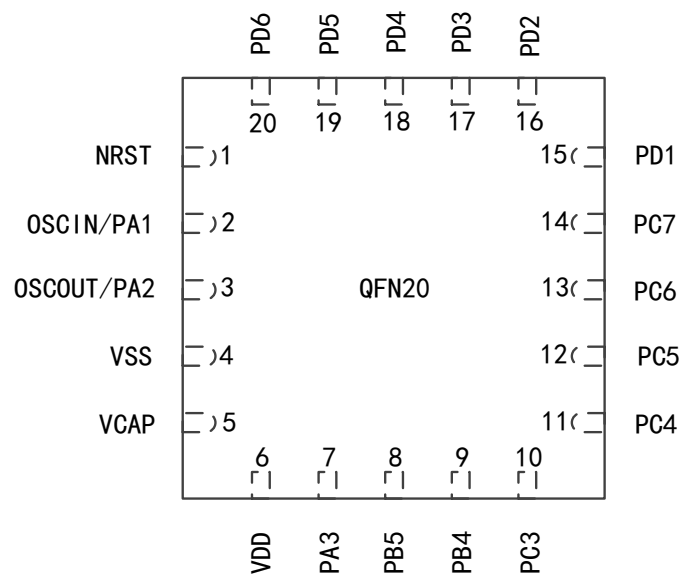 PD6 PD5 PD4 PD3 PD2
20 19 18 17 16
NRST 1 15 PD1
OSCIN/PA1 2 14 PC7
OSCOUT/PA2 3 QFN20 13 PC6
VSS 4 12 PC5
VCAP 5 11 PC4
6 7 8 9 10
VDD PA3 PB5 PB4 PC3